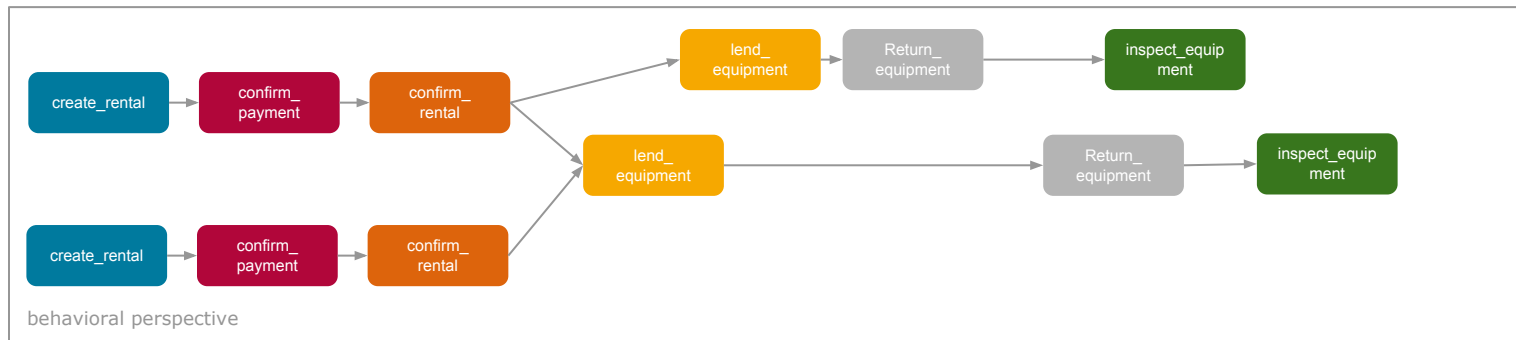 lend_
equipment
Return_
equipment
inspect_equip
ment
create_rental
confirm_
payment
confirm_
rental
lend_
equipment
Return_
equipment
inspect_equip
ment
create_rental
confirm_
payment
confirm_
rental
behavioral perspective